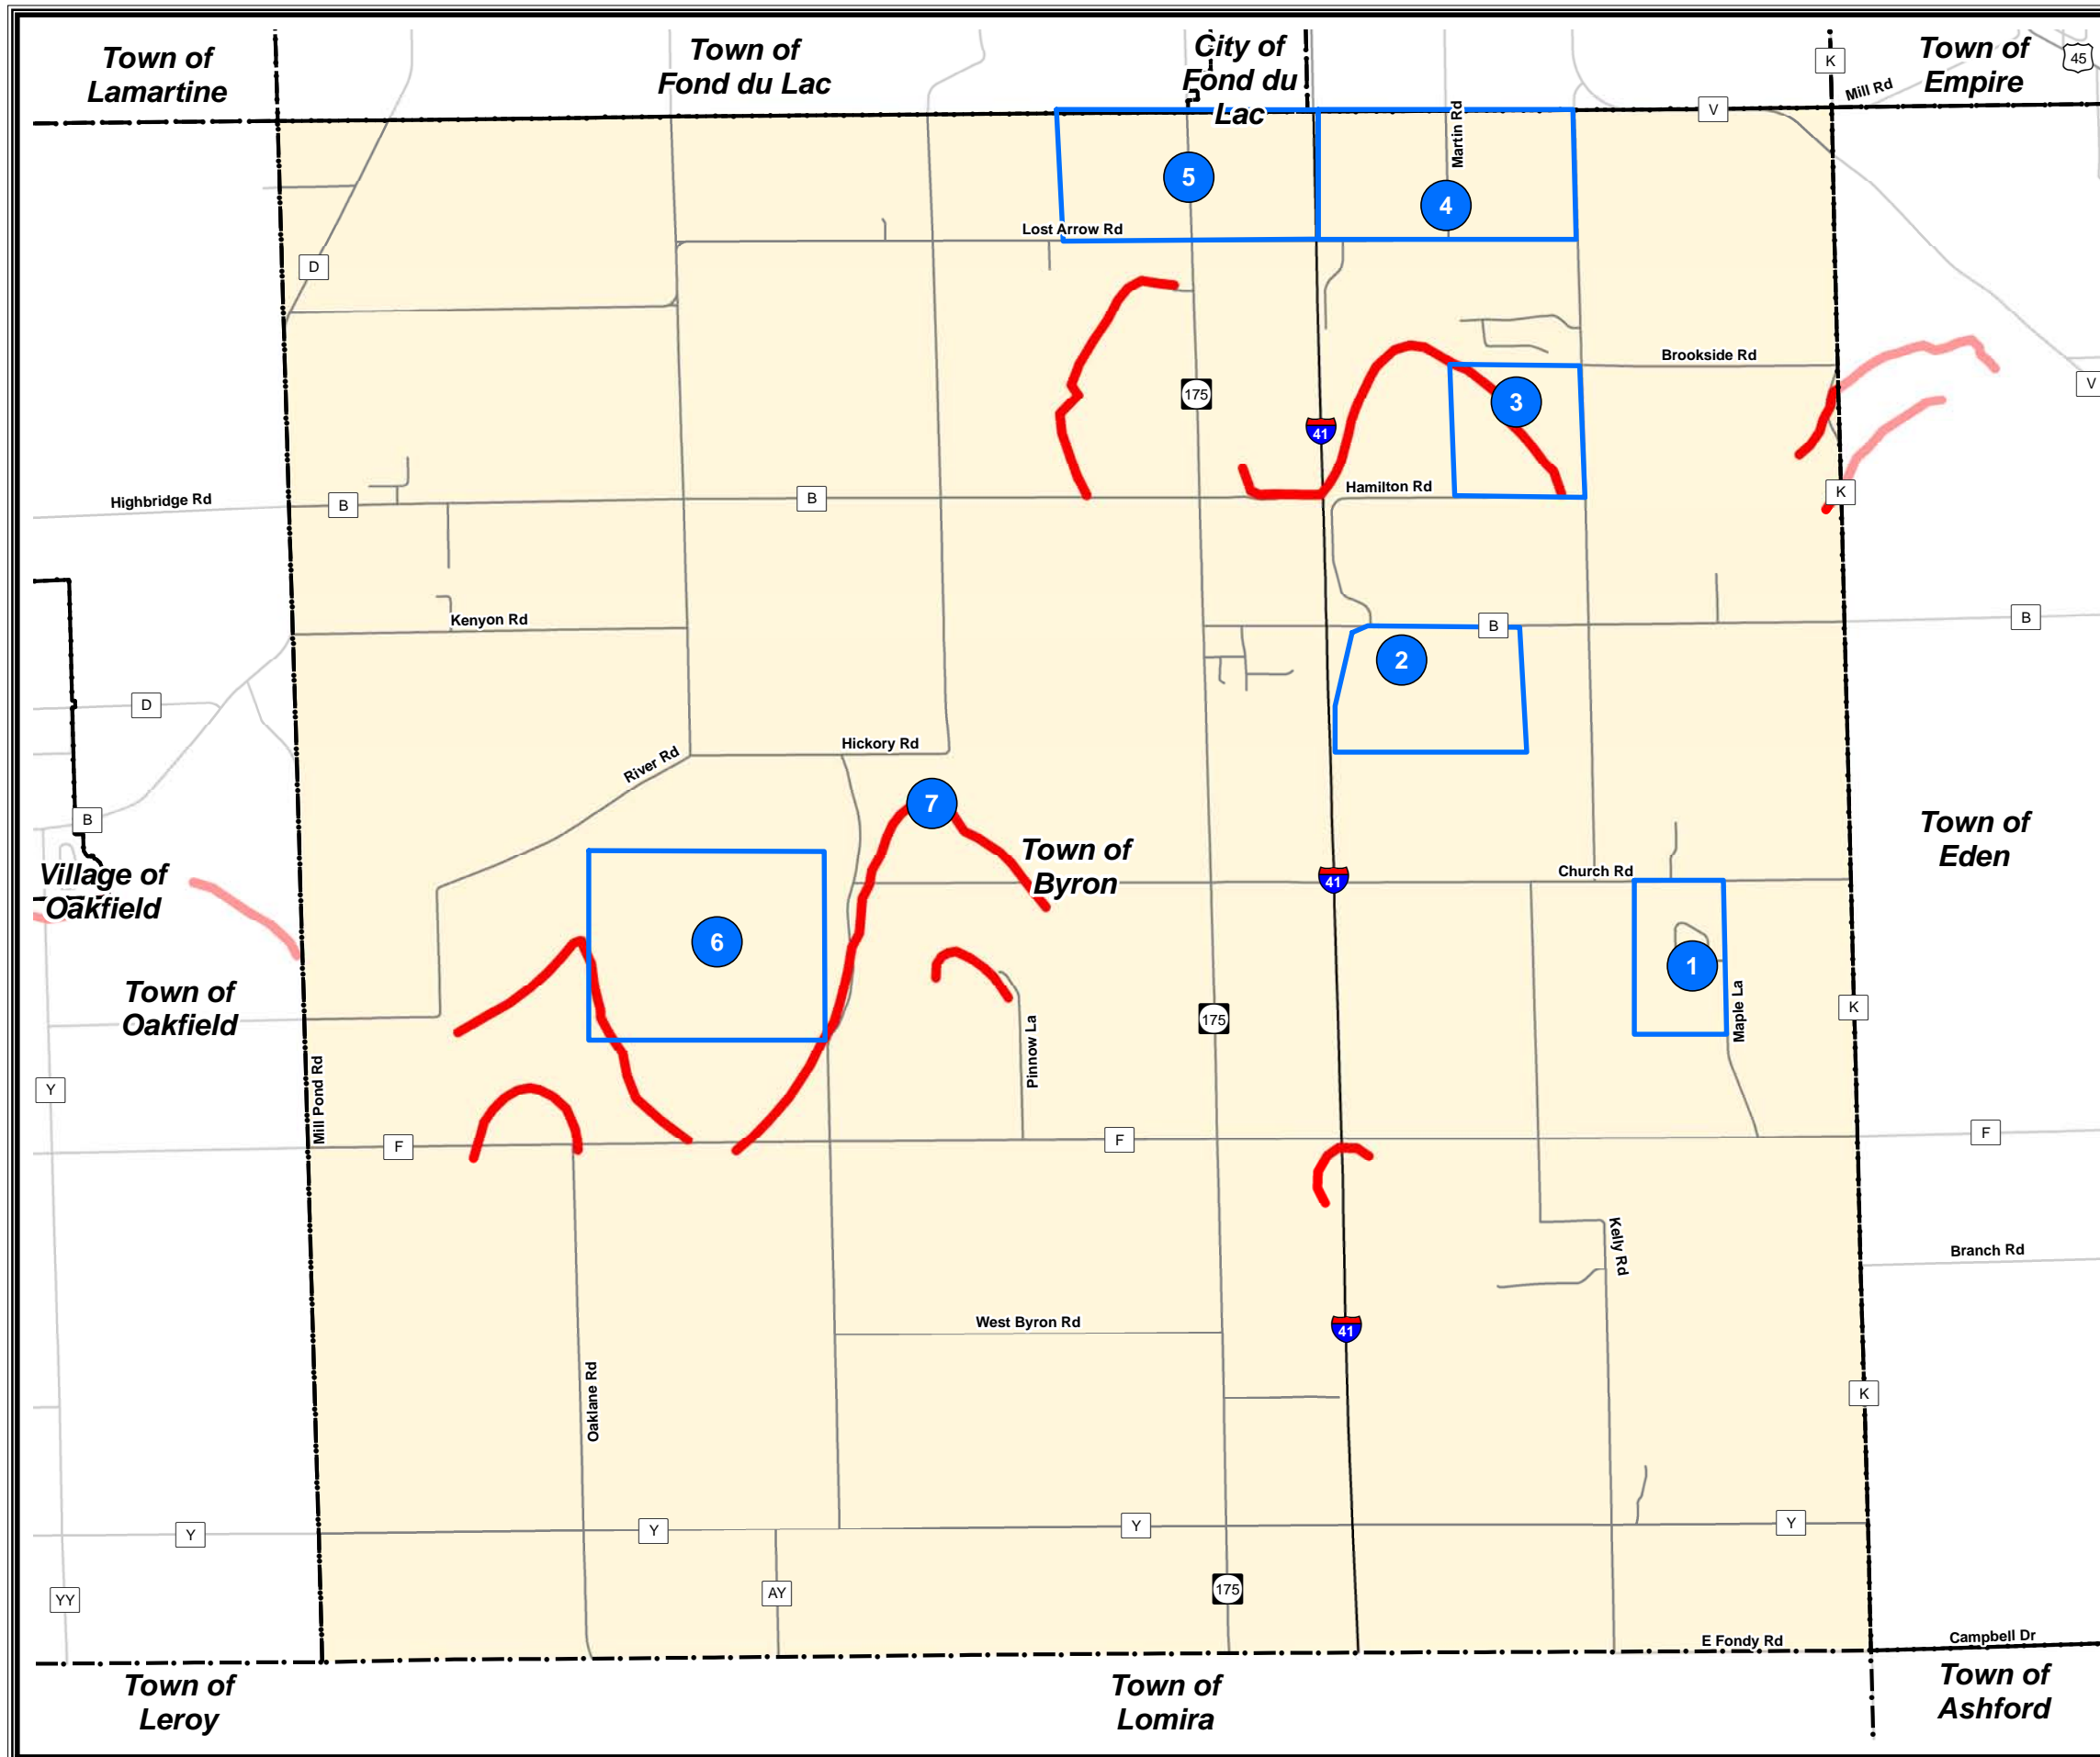 Town of
Lamartine
Town of
Fond du Lac
City of
Fond du
Lac
K
Town of
Empire
45
Mill Rd
V
Martin Rd
5
4
Lost Arrow Rd
D
Brookside Rd
V
175
3
41
Highbridge Rd
B
B
Hamilton Rd
K
Kenyon Rd
B
B
2
D
Hickory Rd
River Rd
7
B
Town of
Byron
Town of
Eden
Village of
Oakfield
41
Church Rd
6
1
Town of
Oakfield
175
K
Maple La
Pinnow La
Y
Mill Pond Rd
F
F
F
Kelly Rd
Branch Rd
West Byron Rd
41
Oaklane Rd
K
Y
Y
Y
Y
YY
AY
175
E Fondy Rd
Campbell Dr
Town of
Leroy
Town of
Lomira
Town of
Ashford